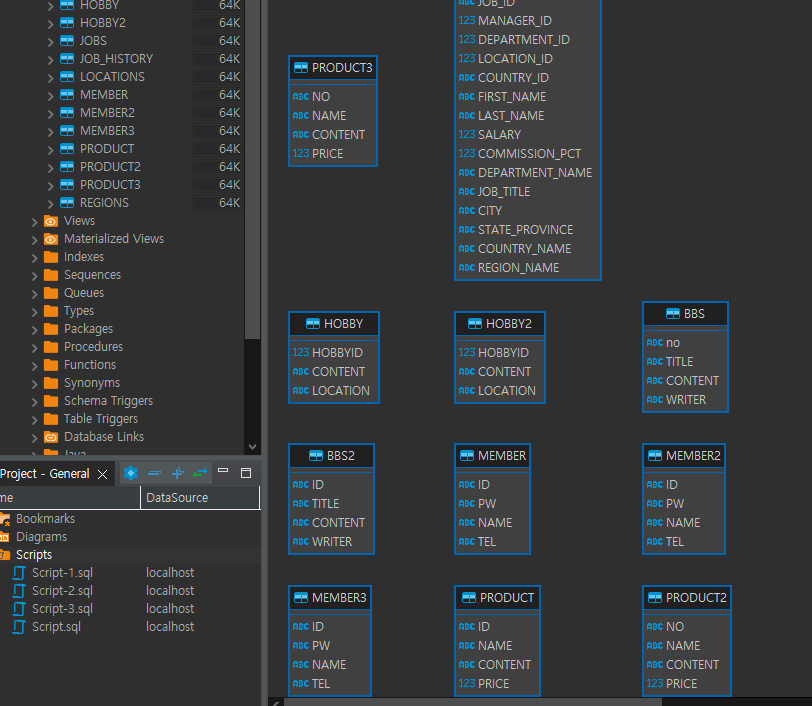 HOBBY 64K
HOBBY2 64K
JOBS 64K
JOB_HISTORY 64K
LOCATIONS 64K
MEMBER 64K
MEMBER2 64K
MEMBER3 64K
PRODUCT 64K
PRODUCT2 64K
PRODUCT3 64K
REGIONS 64K
Views
Materialized Views
Indexes
Sequences
Queues
Types
Packages
Procedures
Functions
Synonyms
Schema Triggers
Table Triggers
Database Links
Java
Project - General
me DataSource
Bookmarks
Diagrams
Scripts
Script-1.sql localhost
Script-2.sql localhost
Script-3.sql localhost
Script.sql localhost
PRODUCT3
ABC NO
ABC NAME
ABC CONTENT
123 PRICE
ABC JOB_ID
123 MANAGER_ID
123 DEPARTMENT_ID
123 LOCATION_ID
ABC COUNTRY_ID
ABC FIRST_NAME
ABC LAST_NAME
123 SALARY
123 COMMISSION_PCT
ABC DEPARTMENT_NAME
ABC JOB_TITLE
ABC CITY
ABC STATE_PROVINCE
ABC COUNTRY_NAME
ABC REGION_NAME
HOBBY
123 HOBBYID
ABC CONTENT
ABC LOCATION
HOBBY2
123 HOBBYID
ABC CONTENT
ABC LOCATION
BBS
ABC no
ABC TITLE
ABC CONTENT
ABC WRITER
BBS2
ABC ID
ABC TITLE
ABC CONTENT
ABC WRITER
MEMBER
ABC ID
ABC PW
ABC NAME
ABC TEL
MEMBER2
ABC ID
ABC PW
ABC NAME
ABC TEL
MEMBER3
ABC ID
ABC PW
ABC NAME
ABC TEL
PRODUCT
ABC ID
ABC NAME
ABC CONTENT
123 PRICE
PRODUCT2
ABC NO
ABC NAME
ABC CONTENT
123 PRICE